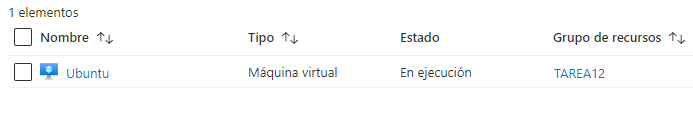 1 elementos
Nombre ↑↓ Tipo ↑↓ Estado Grupo de recursos ↑↓
Ubuntu Máquina virtual En ejecución TAREA12